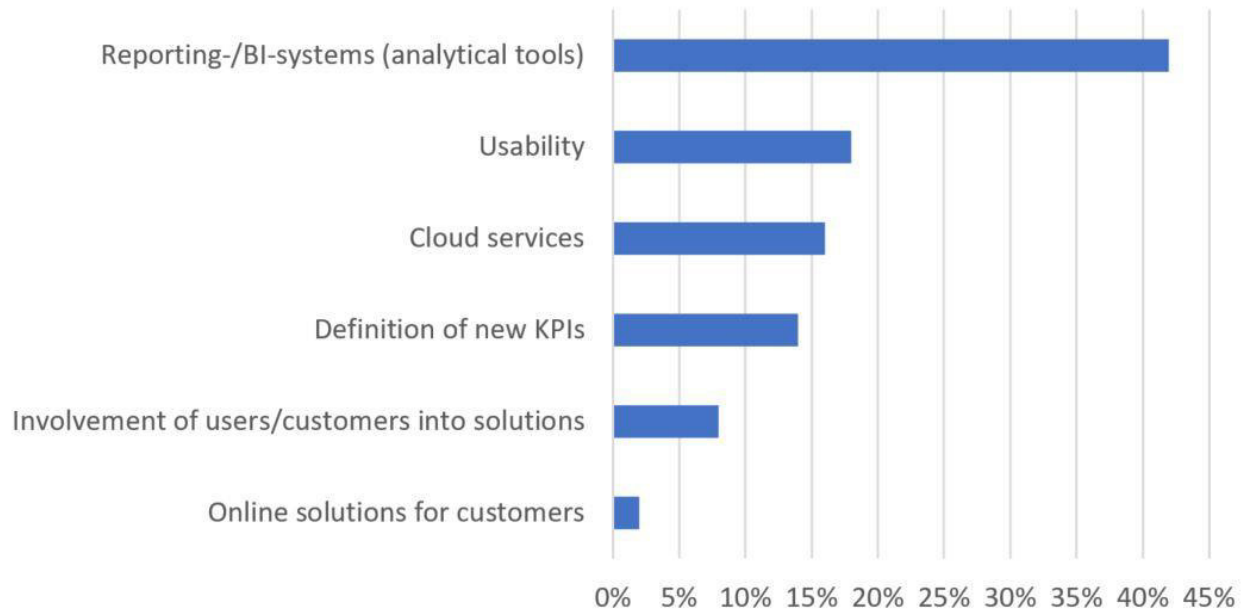 Reporting-/BI-systems (analytical tools)
Usability
Cloud services
Definition of new KPIs
Involvement of users/customers into solutions
Online solutions for customers
0% 5% 10% 15% 20% 25% 30% 35% 40% 45%